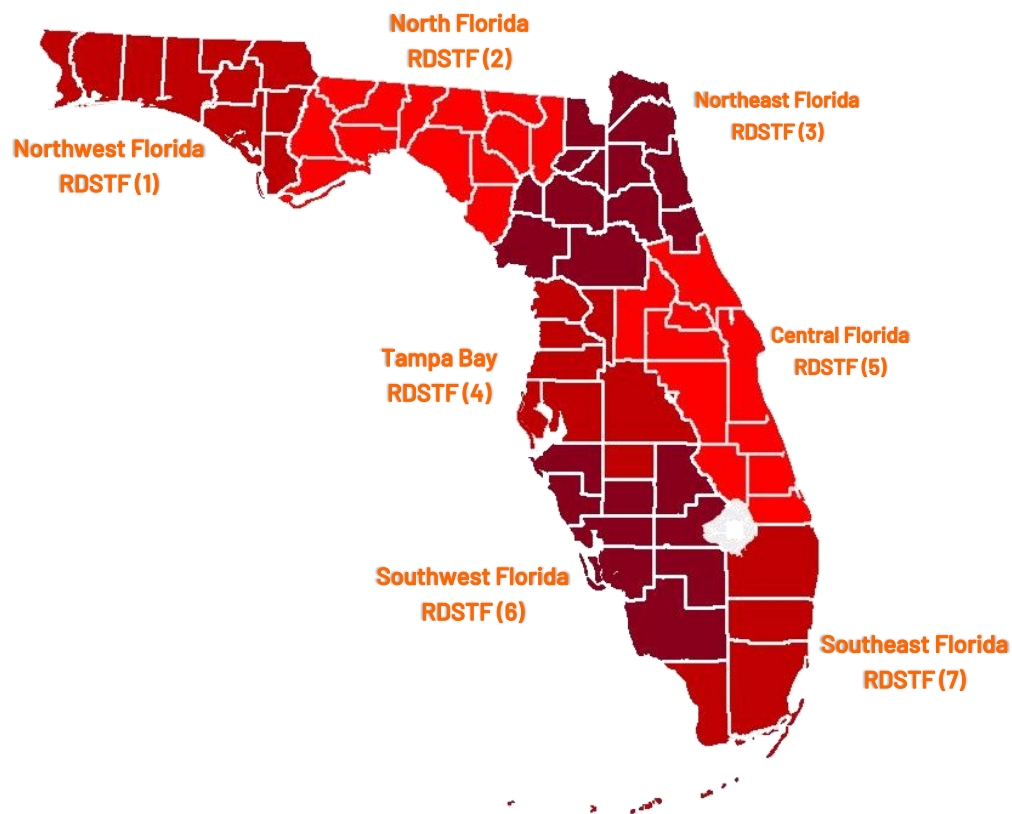 North Florida
RDSTF (2)
Northeast Florida
RDSTF (3)
Northwest Florida
RDSTF (1)
Central Florida
RDSTF (5)
Tampa Bay
RDSTF (4)
Southwest Florida
RDSTF (6)
Southeast Florida
RDSTF (7)